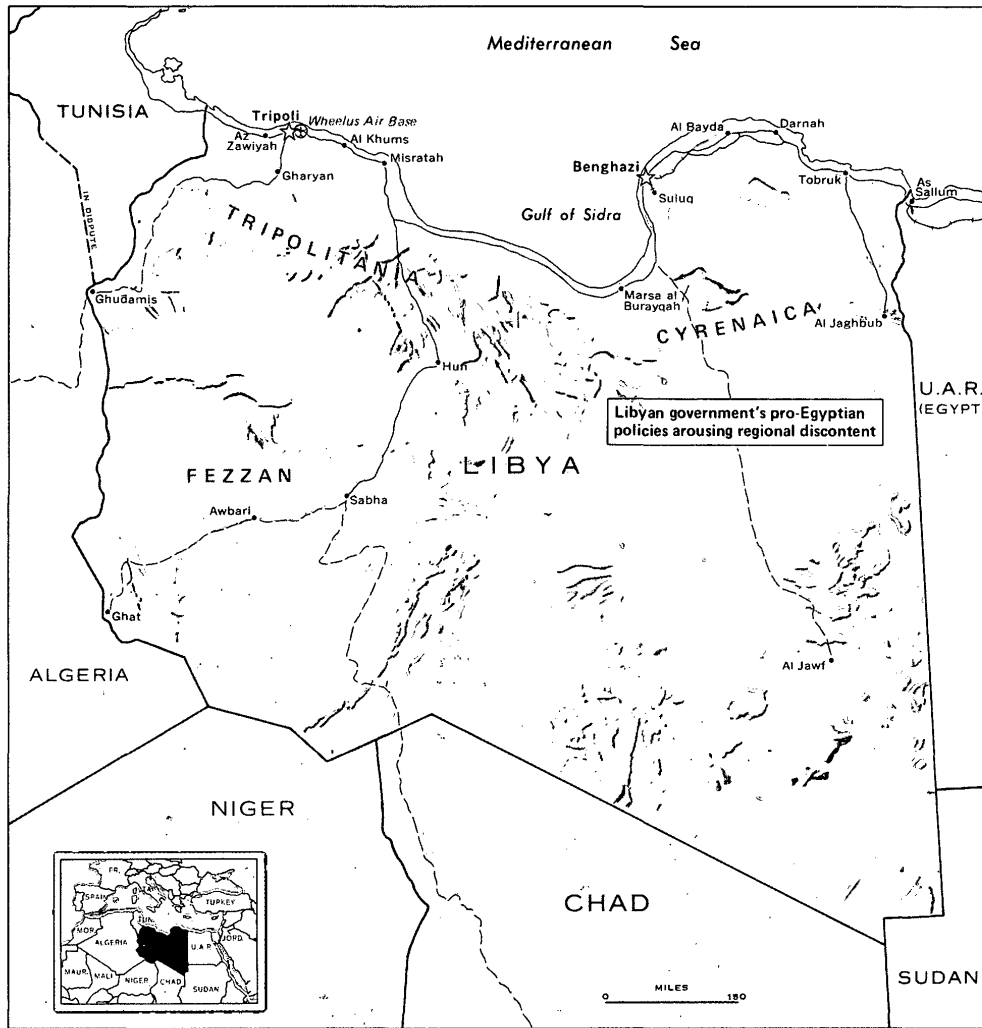 Mediterranean Sea
TUNISIA
Tripoli
Wheelus Air Base
Az
Zawiyah
Al Khums
Misratah
Gharyan
Al Bayda
Darnah
Benghazi
Suluq
Tobruk
As
Sallum
Gulf of Sidra
IN DISPUTE
TRIPOLITANIA
Ghudamis
Marsa al
Burayqah
CYRENAICA
Al Jaghbub
Hun
U.A.R.
(EGYPT
Libyan government's pro-Egyptian
policies arousing regional discontent
LIBYA
FEZZAN
Sabha
Awbari
Ghat
Al Jawf
ALGERIA
NIGER
CHAD
SUDAN
MILES
0 150
FR.
SPAIN
ITALY
TURKEY
TUN.
MOR.
ALGERIA
U.A.R.
JORD.
MAUR.
MALI
NIGER
CHAD
SUDAN